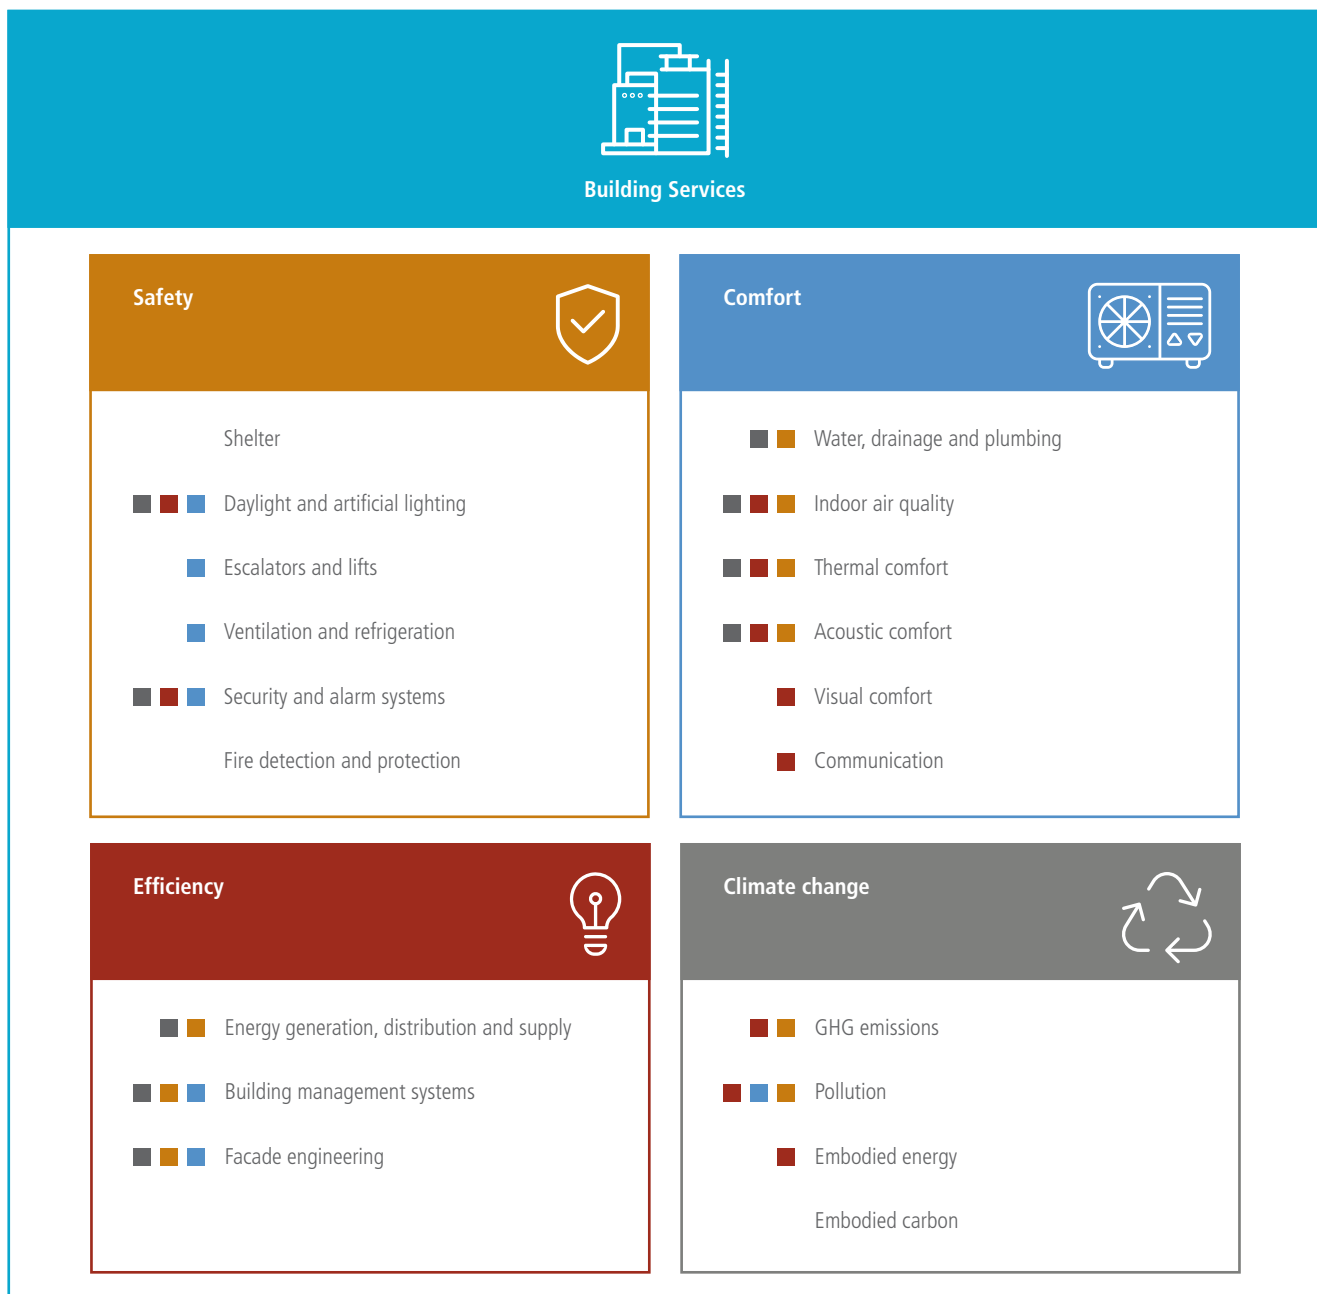 Building Services
Safety
Shelter
Daylight and artificial lighting
Escalators and lifts
Ventilation and refrigeration
Security and alarm systems
Fire detection and protection
Comfort
Water, drainage and plumbing
Indoor air quality
Thermal comfort
Acoustic comfort
Visual comfort
Communication
Efficiency
Energy generation, distribution and supply
Building management systems
Facade engineering
Climate change
GHG emissions
Pollution
Embodied energy
Embodied carbon